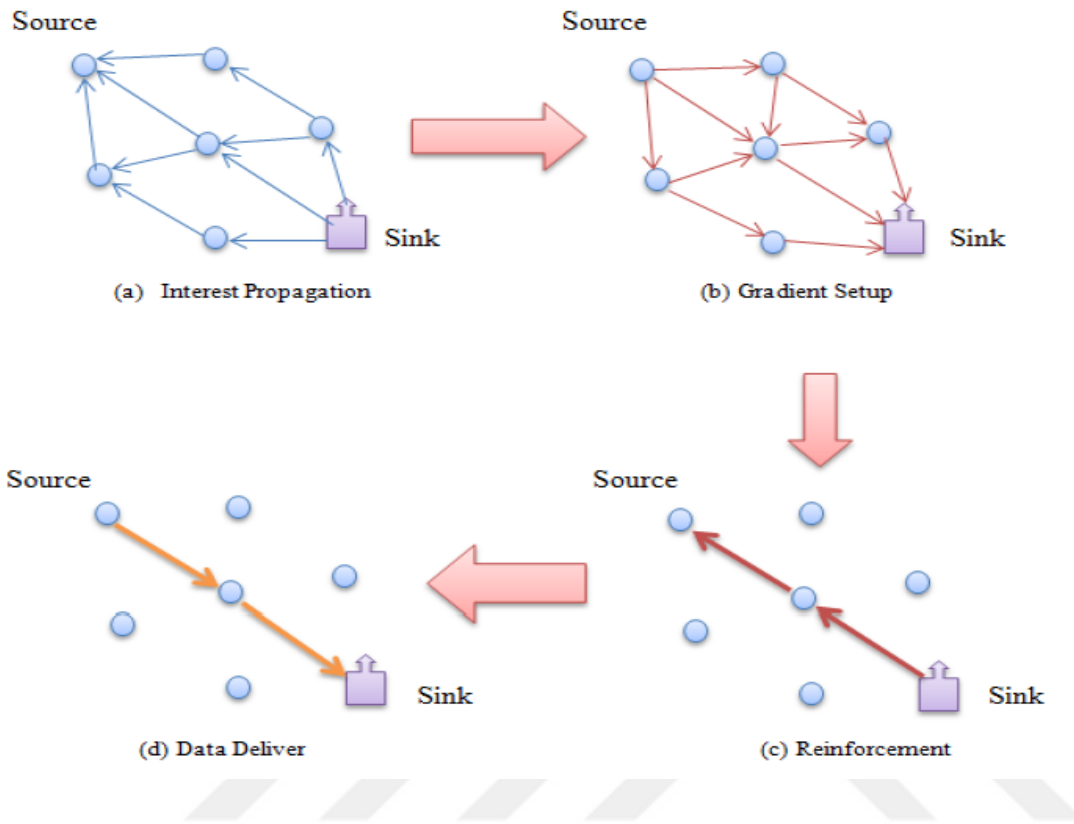 Source
Sink
(a) Interest Propagation
Source
Sink
(b) Gradient Setup
Source
Sink
(d) Data Deliver
Source
Sink
(c) Reinforcement